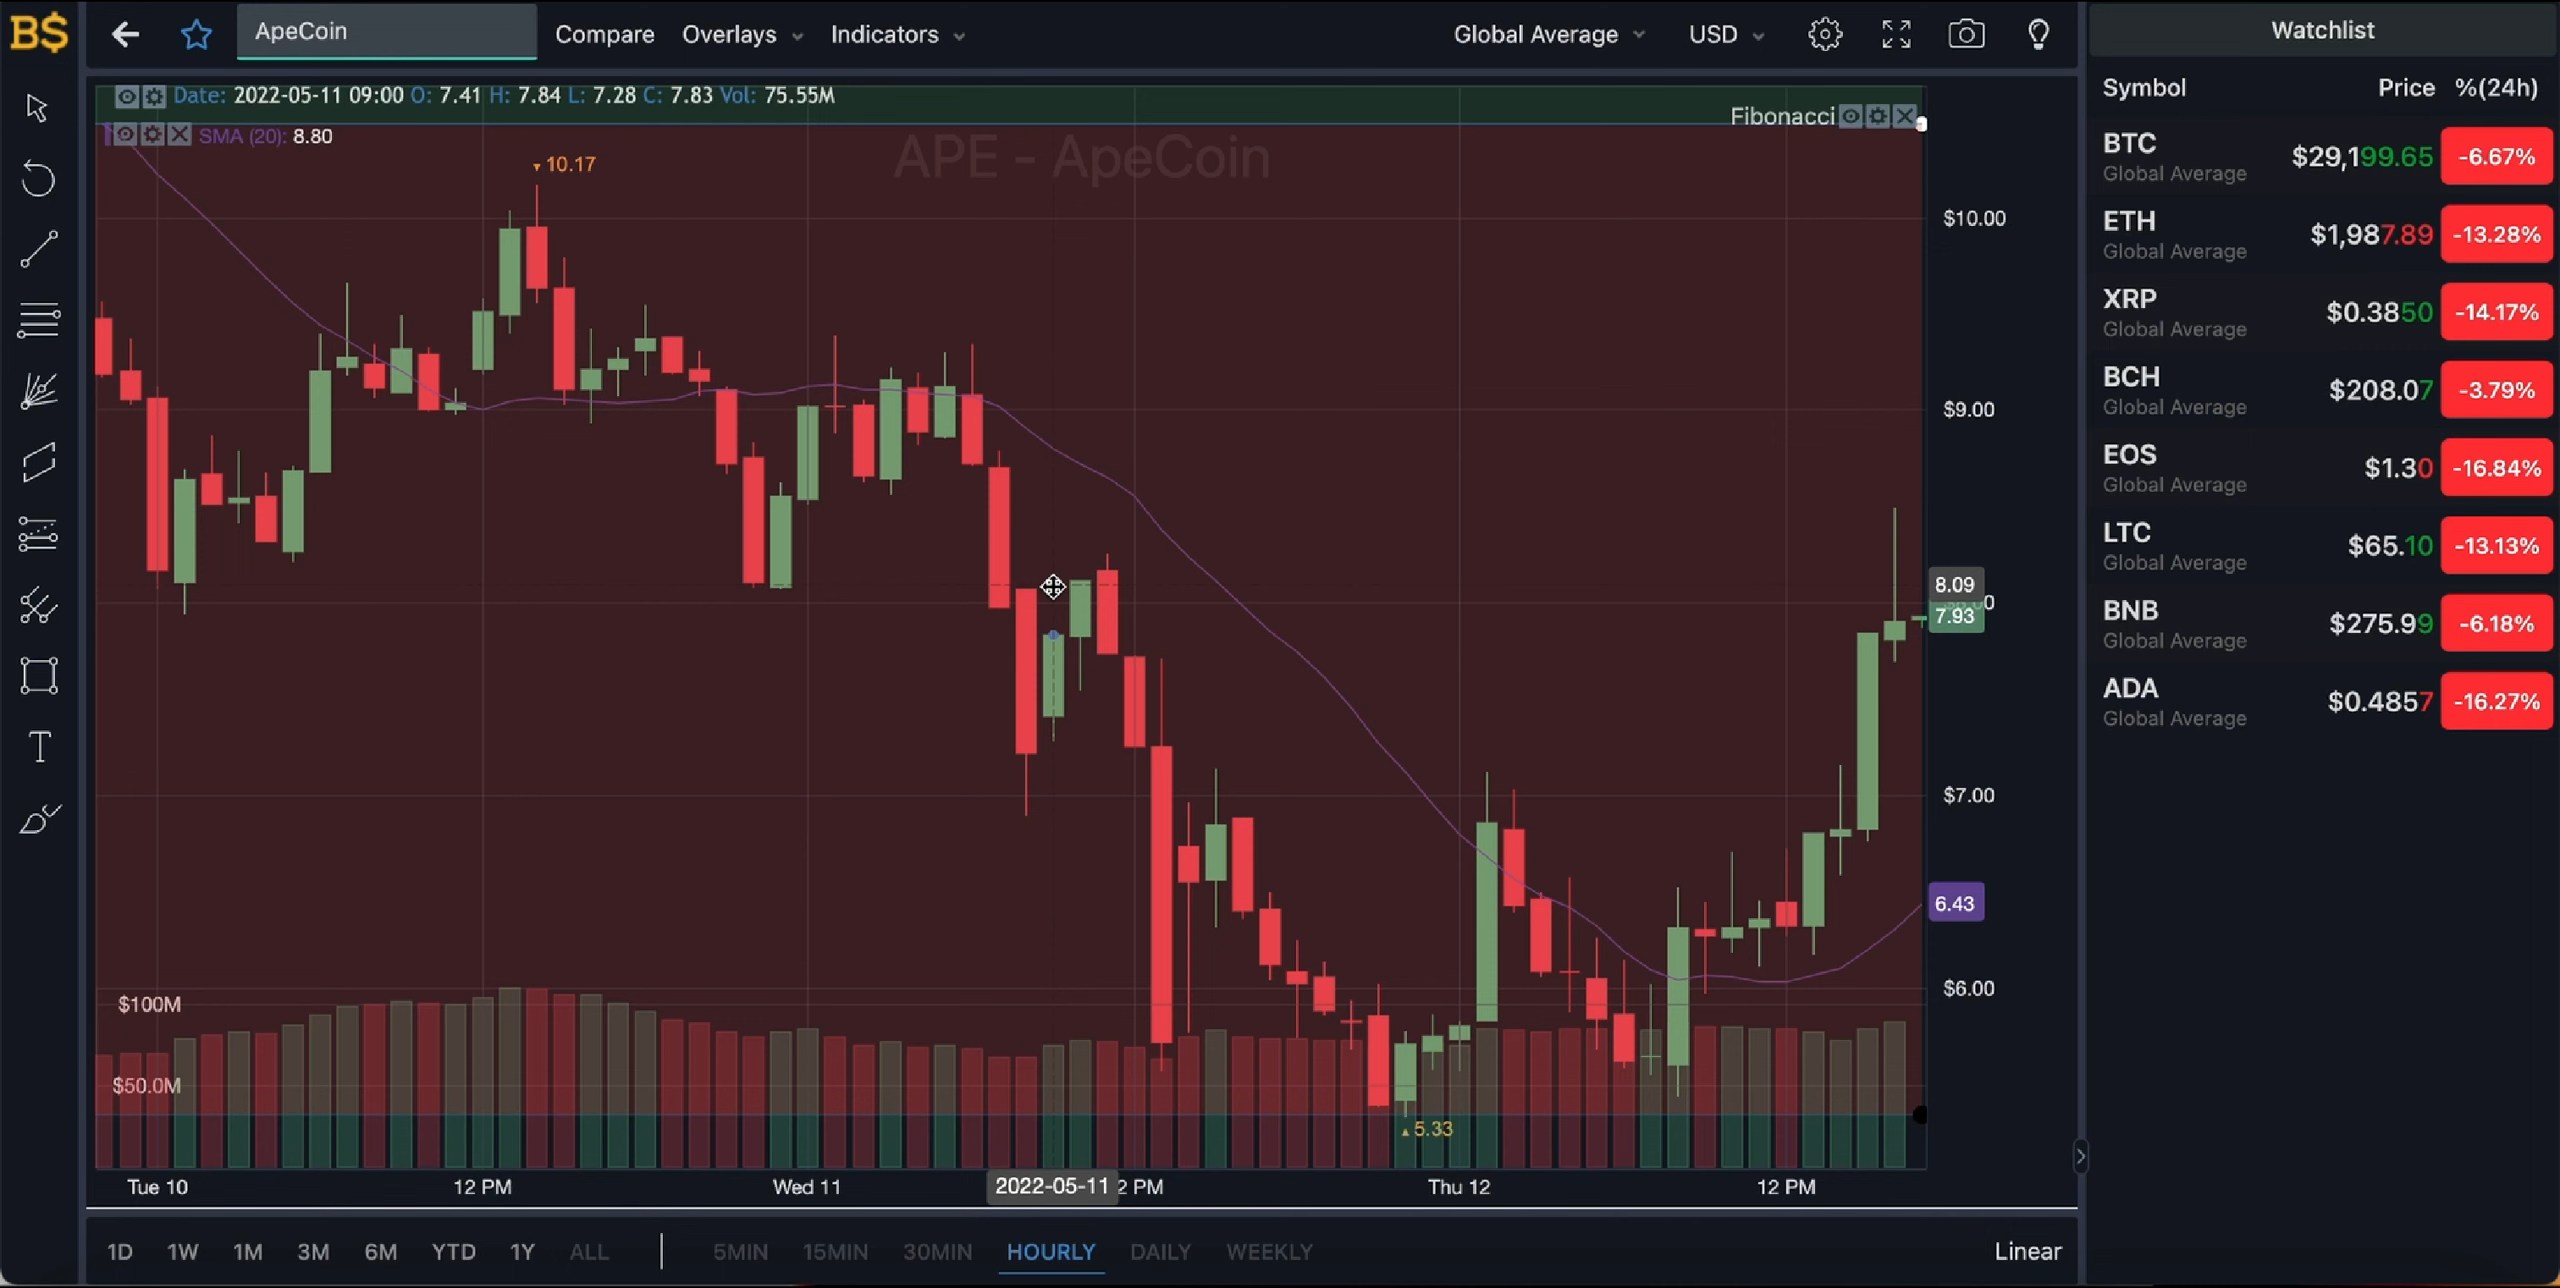 B$ ApeCoin Compare Overlays Indicators Global Average USD
Date: 2022-05-11 09:00 O: 7.41 H: 7.84 L: 7.28 C: 7.83 Vol: 75.55M
Fibonacci
SMA (20): 8.80
APE - ApeCoin
10.17
$10.00
$9.00
8.09
7.93
$7.00
6.43
$6.00
$100M
$50.0M
5.33
Tue 10 12 PM Wed 11 2022-05-11 2 PM Thu 12 12 PM
1D 1W 1M 3M 6M YTD 1Y ALL 5MIN 15MIN 30MIN HOURLY DAILY WEEKLY Linear
T
Watchlist
Symbol Price %(24h)
BTC $29,199.65 -6.67%
Global Average
ETH $1,987.89 -13.28%
Global Average
XRP $0.3850 -14.17%
Global Average
BCH $208.07 -3.79%
Global Average
EOS $1.30 -16.84%
Global Average
LTC $65.10 -13.13%
Global Average
BNB $275.99 -6.18%
Global Average
ADA $0.4857 -16.27%
Global Average